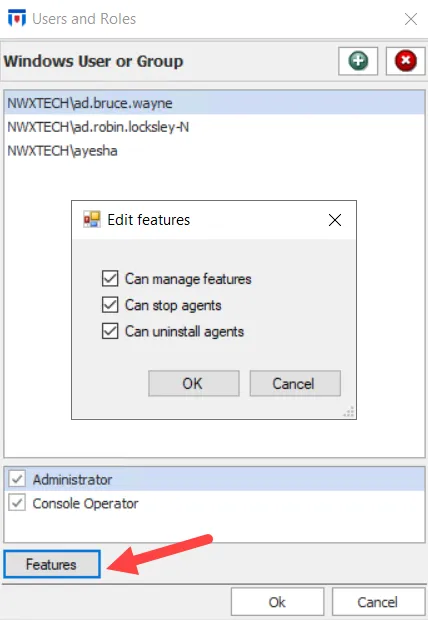 Users and Roles
Windows User or Group
NWXTECH\ad.bruce.wayne
NWXTECH\ad.robin.locksley-N
NWXTECH\ayesha
Edit features
Can manage features
Can stop agents
Can uninstall agents
OK Cancel
Administrator
Console Operator
Features
Ok Cancel